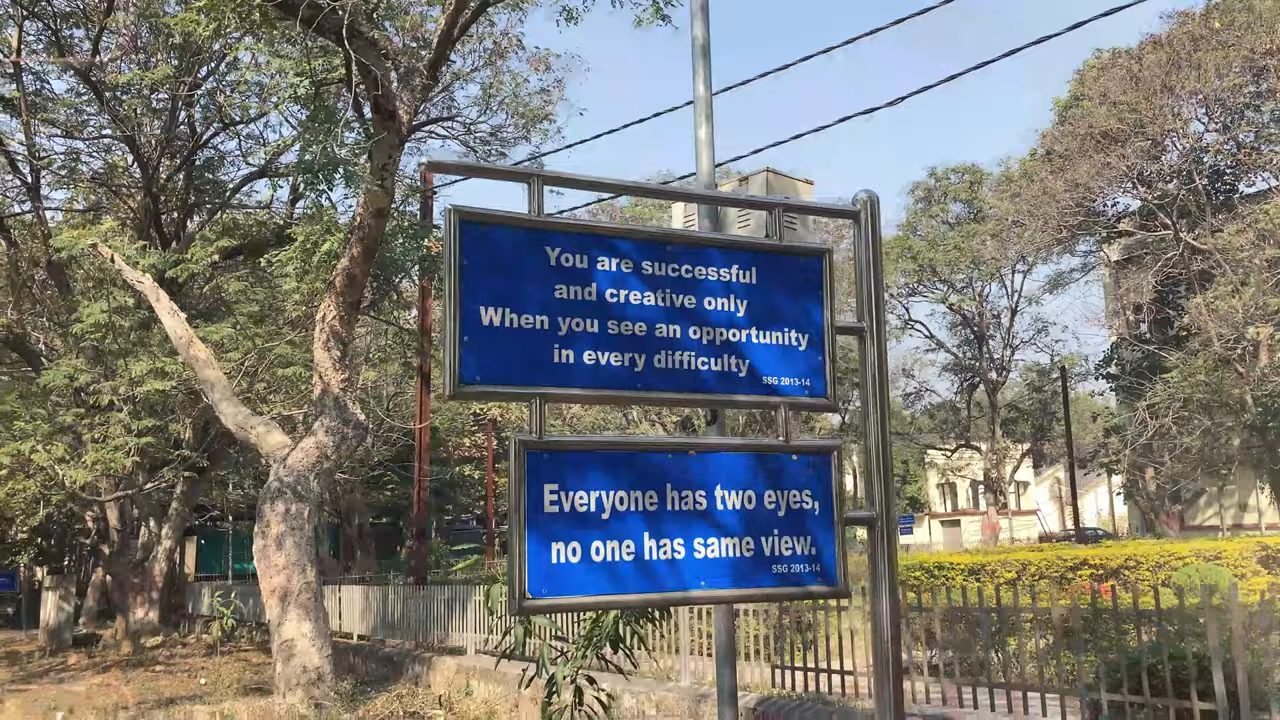 You are successful
and creative only
When you see an opportunity
in every difficulty
SSG 2013-14
Everyone has two eyes,
no one has same view.
SSG 2013-14